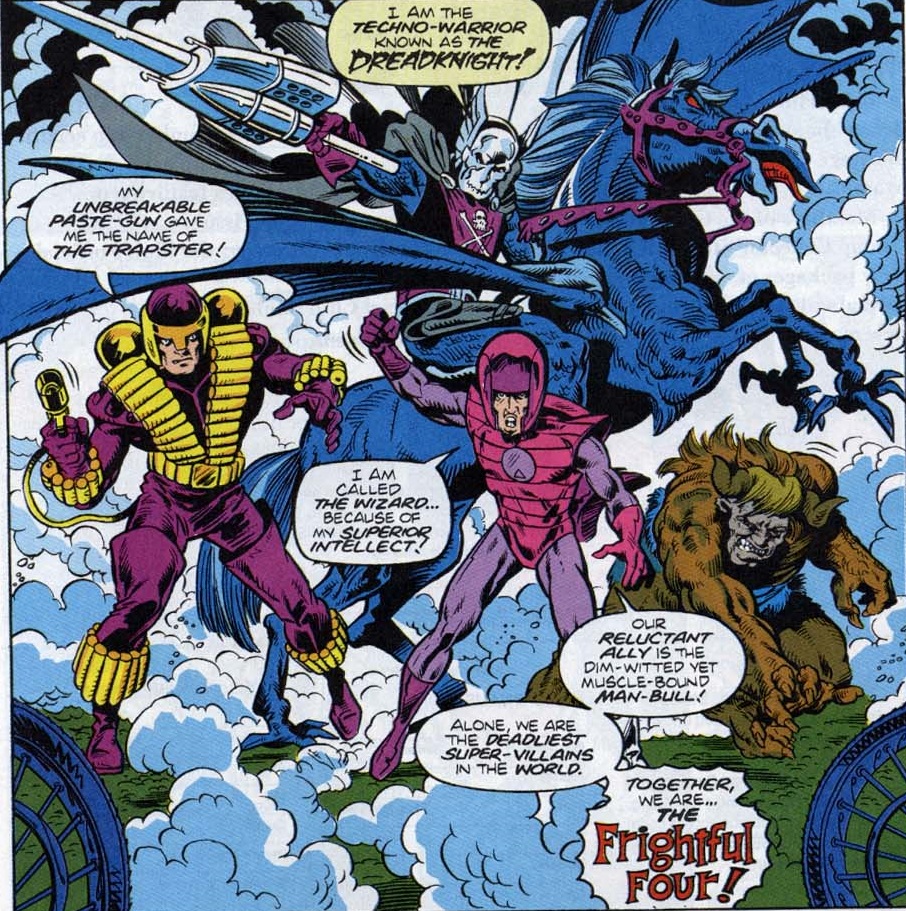 I AM THE
TECHNO-WARRIOR
KNOWN AS THE
DREADKNIGHT!
MY
UNBREAKABLE
PASTE-GUN GAVE
ME THE NAME OF
THE TRAPSTER!
I AM
CALLED
THE WIZARD...
BECAUSE OF
MY SUPERIOR
INTELLECT!
OUR
RELUCTANT
ALLY IS THE
DIM-WITTED YET
MUSCLE-BOUND
MAN-BULL!
ALONE, WE ARE
THE DEADLIEST
SUPER-VILLAINS
IN THE WORLD.
TOGETHER,
WE ARE...
THE
Frightful
Four!